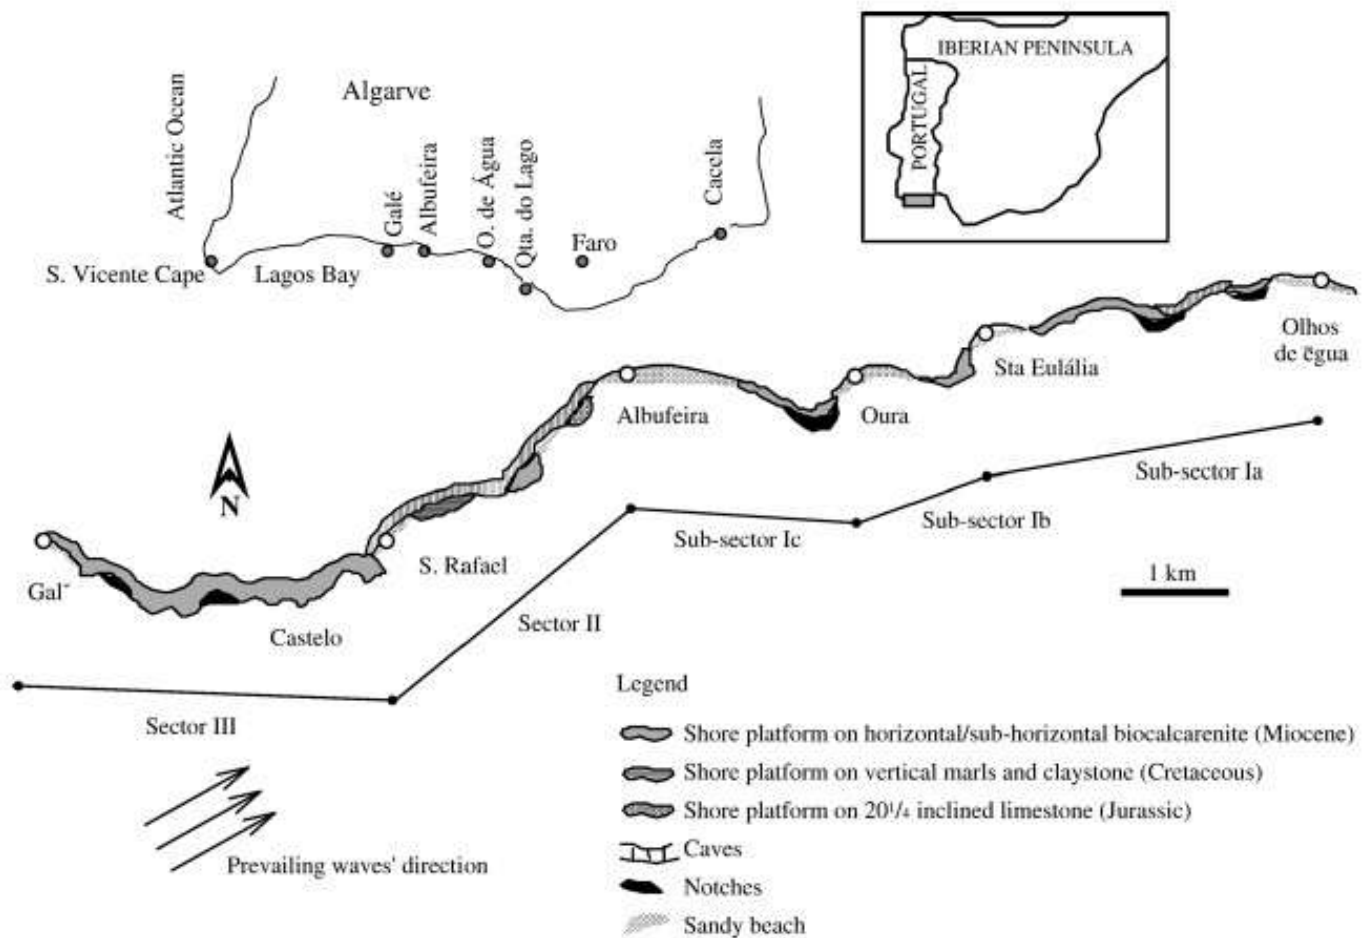 IBERIAN PENINSULA
PORTUGAL
Atlantic Ocean
Algarve
Galé
Albufeira
O. de Água
Qta. do Lago
Faro
Cacela
S. Vicente Cape
Lagos Bay
Olhos
de ëgua
Sta Eulália
Albufeira
Oura
Sub-sector Ia
N
Sub-sector Ib
Sub-sector Ic
S. Rafael
1 km
Gal˝
Sector II
Castelo
Legend
Sector III
Shore platform on horizontal/sub-horizontal biocalcarenite (Miocene)
Shore platform on vertical marls and claystone (Cretaceous)
Shore platform on 20¼ inclined limestone (Jurassic)
Caves
Prevailing waves' direction
Notches
Sandy beach